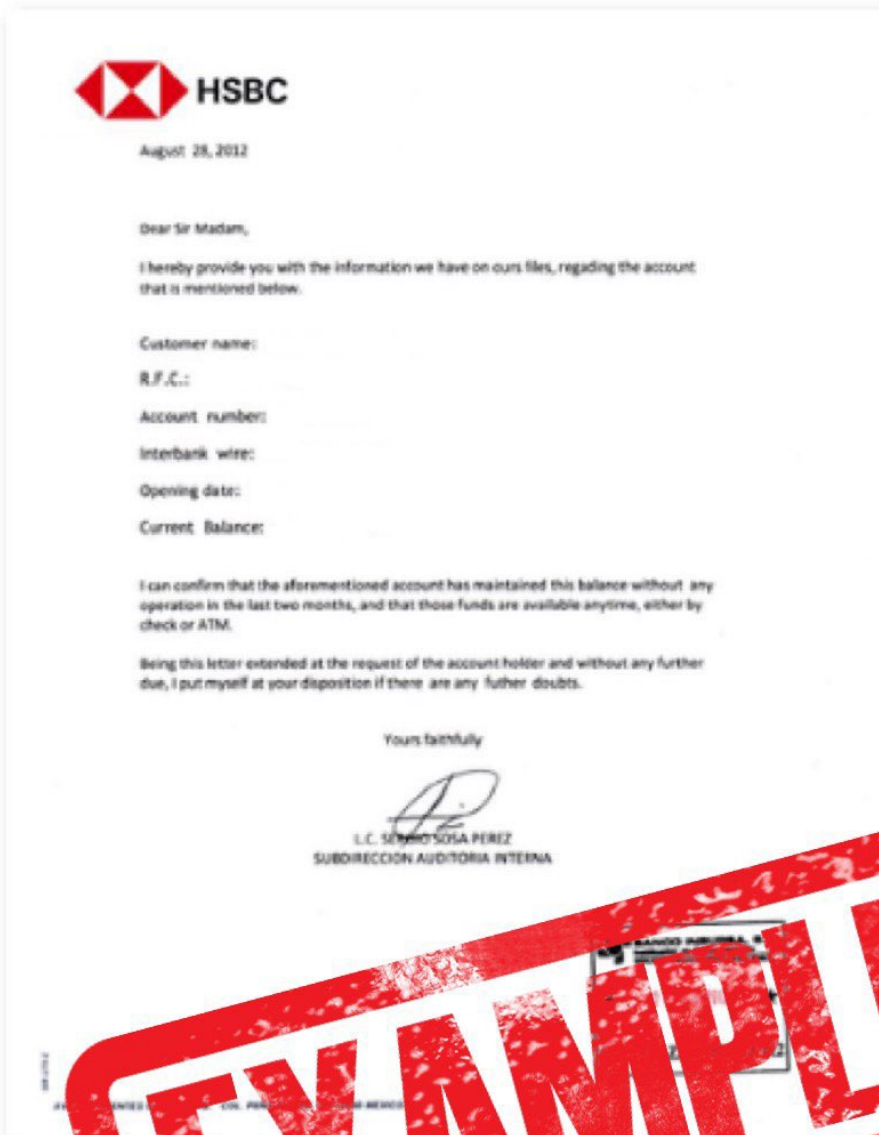 HSBC
August 28, 2012
Dear Sir Madam,
I hereby provide you with the information we have on ours files, regading the account
that is mentioned below.
Customer name:
R.F.C.:
Account number:
Interbank wire:
Opening date:
Current Balance:
I can confirm that the aforementioned account has maintained this balance without any
operation in the last two months, and that those funds are available anytime, either by
check or ATM.
Being this letter extended at the request of the account holder and without any further
due, I put myself at your disposition if there are any futher doubts.
Yours faithfully
L.C. SERGIO SOSA PEREZ
SUBDIRECCION AUDITORIA INTERNA
BANCO INBURSA, S.
EXAMPL
COL.
MEXICO